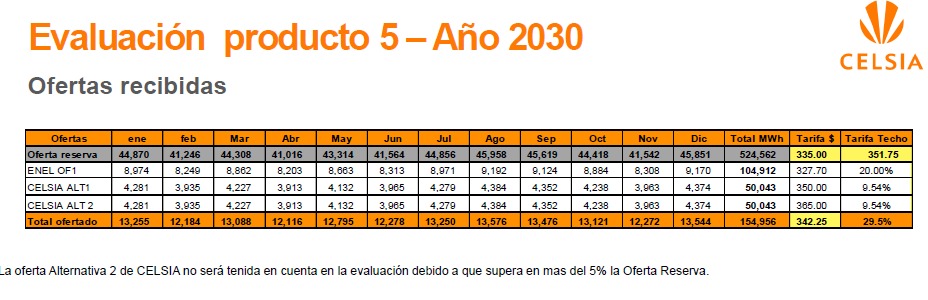 Evaluación producto 5 – Año 2030
CELSIA
Ofertas recibidas
Ofertas ene feb Mar Abr May Jun Jul Ago Sep Oct Nov Dic Total MWh Tarifa $ Tarifa Techo
Oferta reserva 44,870 41,246 44,308 41,016 43,314 41,564 44,856 45,958 45,619 44,418 41,542 45,851 524,562 335.00 351.75
ENEL OF1 8,974 8,249 8,862 8,203 8,663 8,313 8,971 9,192 9,124 8,884 8,308 9,170 104,912 327.70 20.00%
CELSIA ALT1 4,281 3,935 4,227 3,913 4,132 3,965 4,279 4,384 4,352 4,238 3,963 4,374 50,043 350.00 9.54%
CELSIA ALT 2 4,281 3,935 4,227 3,913 4,132 3,965 4,279 4,384 4,352 4,238 3,963 4,374 50,043 365.00 9.54%
Total ofertado 13,255 12,184 13,088 12,116 12,795 12,278 13,250 13,576 13,476 13,121 12,272 13,544 154,956 342.25 29.5%
La oferta Alternativa 2 de CELSIA no será tenida en cuenta en la evaluación debido a que supera en mas del 5% la Oferta Reserva.